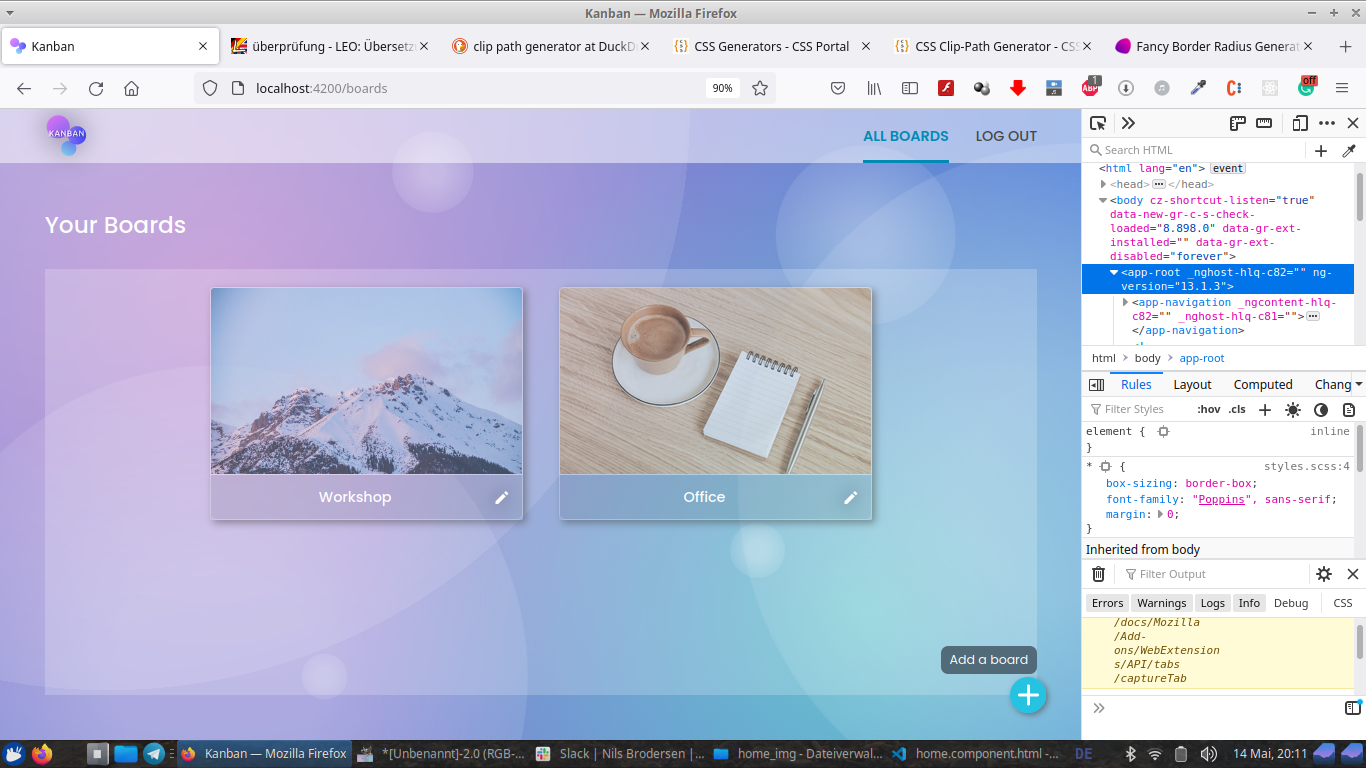 Kanban — Mozilla Firefox
Kanban
überprüfung - LEO: Übersetz
clip path generator at DuckD
CSS Generators - CSS Portal
CSS Clip-Path Generator - CSS
Fancy Border Radius Generat
localhost:4200/boards
90%
1
ABP
off
KANBAN
ALL BOARDS
LOG OUT
Your Boards
Workshop
Office
Add a board
Search HTML
<html lang="en"> event
<head> </head>
<body cz-shortcut-listen="true"
data-new-gr-c-s-check-
loaded="8.898.0" data-gr-ext-
installed="" data-gr-ext-
disabled="forever">
<app-root _nghost-hlq-c82="" ng-
version="13.1.3">
<app-navigation _ngcontent-hlq-
c82="" _nghost-hlq-c81="">
</app-navigation>
html
body
app-root
Rules
Layout
Computed
Chang
Filter Styles
:hov
.cls
element { inline
}
* { styles.scss:4
box-sizing: border-box;
font-family: "Poppins", sans-serif;
margin: 0;
}
Inherited from body
Filter Output
Errors
Warnings
Logs
Info
Debug
CSS
/docs/Mozilla
/Add-
ons/WebExtension
s/API/tabs
/captureTab
Kanban — Mozilla Firefox
*[Unbenannt]-2.0 (RGB-...
Slack | Nils Brodersen |...
home_img - Dateiverwal...
home.component.html -...
DE
14 Mai, 20:11